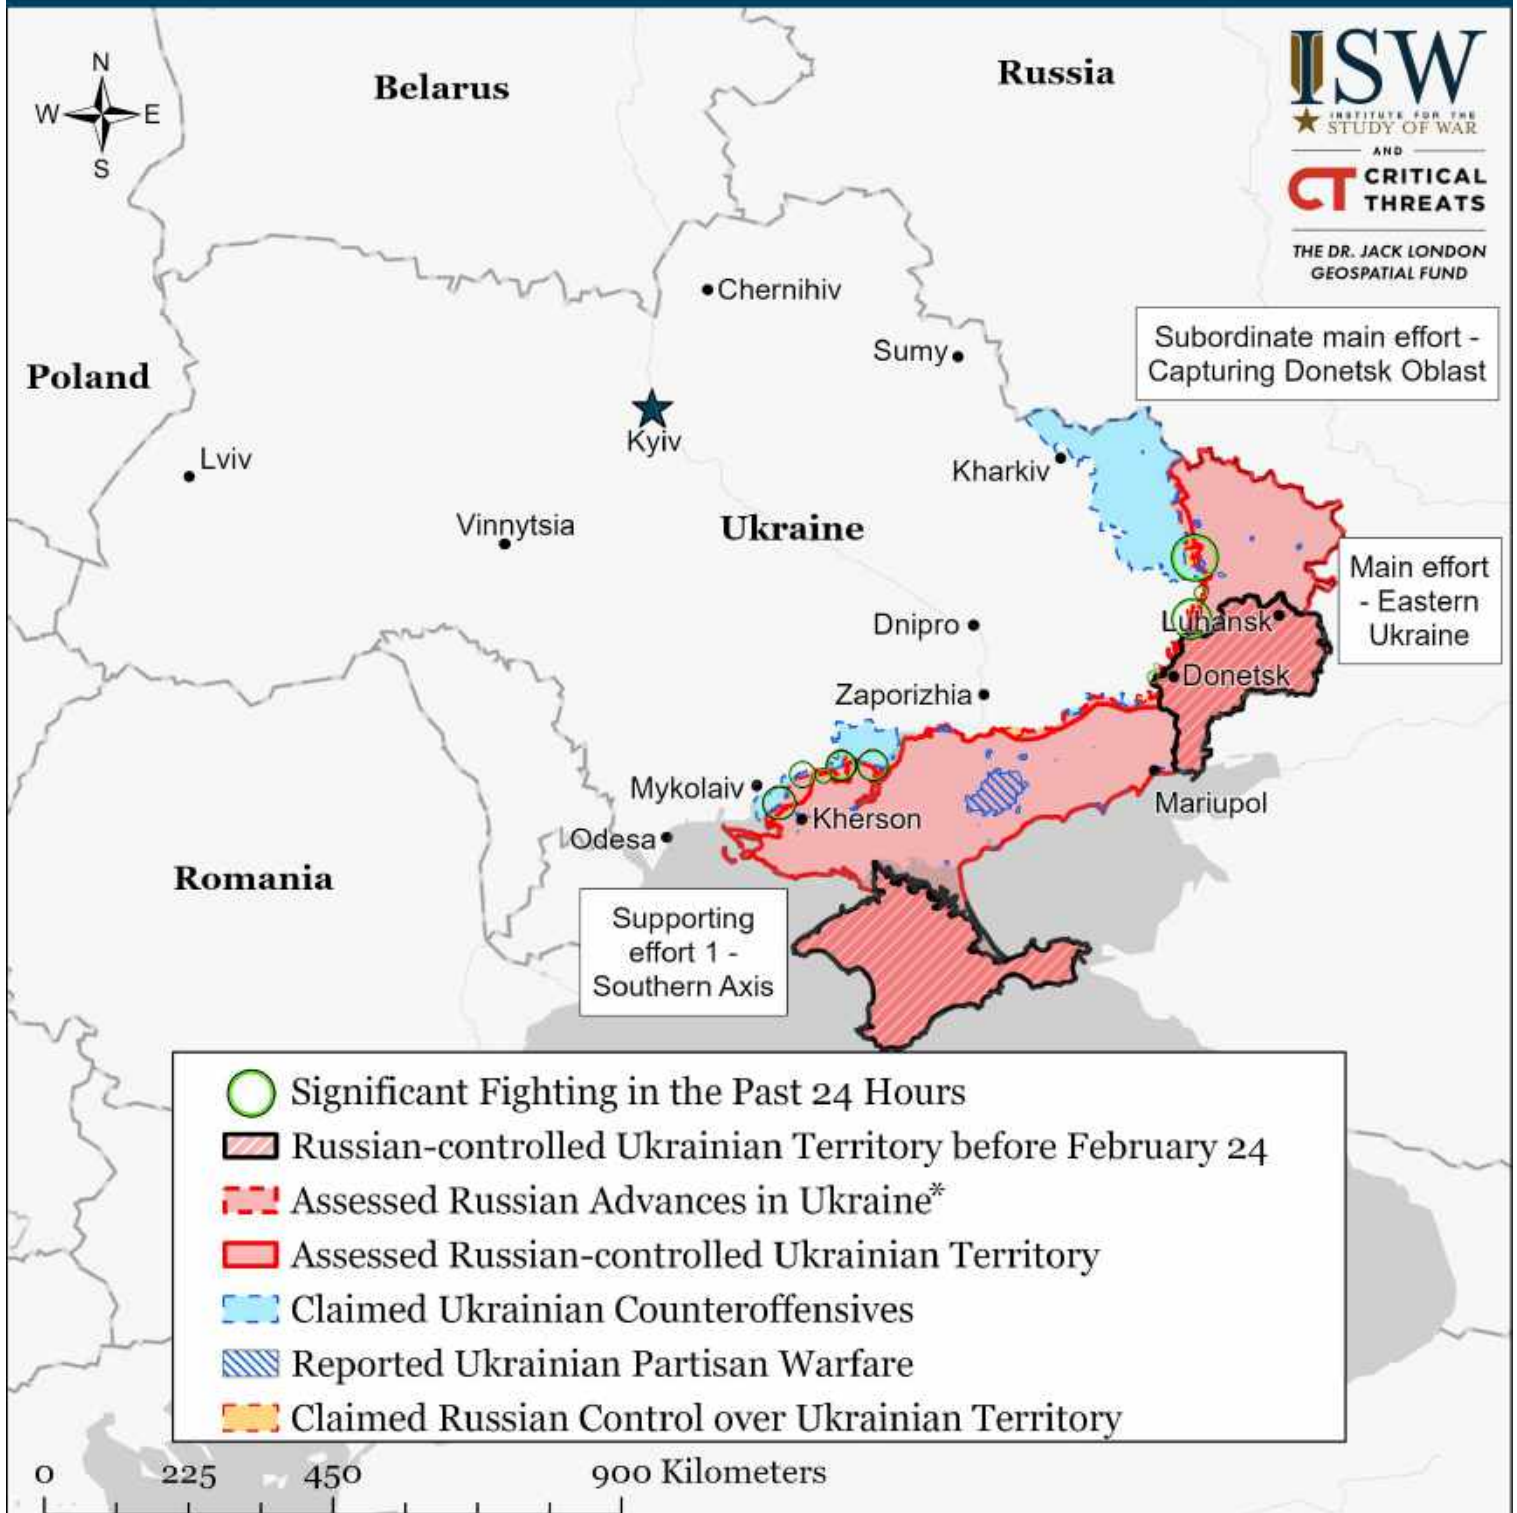 N
W E
S
Belarus
Russia
ISW
INSTITUTE FOR THE
STUDY OF WAR
AND
CT CRITICAL
THREATS
THE DR. JACK LONDON
GEOSPATIAL FUND
Chernihiv
Subordinate main effort -
Capturing Donetsk Oblast
Sumy
Poland
Kyiv
Lviv
Kharkiv
Vinnytsia
Ukraine
Main effort
- Eastern
Ukraine
Dnipro
Luhansk
Donetsk
Zaporizhia
Mykolaiv
Mariupol
Kherson
Odesa
Romania
Supporting
effort 1 -
Southern Axis
Significant Fighting in the Past 24 Hours
Russian-controlled Ukrainian Territory before February 24
Assessed Russian Advances in Ukraine*
Assessed Russian-controlled Ukrainian Territory
Claimed Ukrainian Counteroffensives
Reported Ukrainian Partisan Warfare
Claimed Russian Control over Ukrainian Territory
0 225 450 900 Kilometers